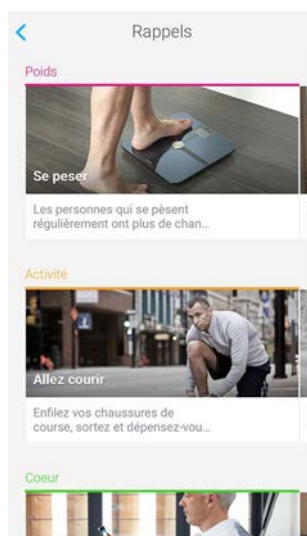 Rappels
Poids
Se peser
Les personnes qui se pèsent
régulièrement ont plus de chan...
Activité
Allez courir
Enfilez vos chaussures de
course, sortez et dépensez-vou...
Coeur